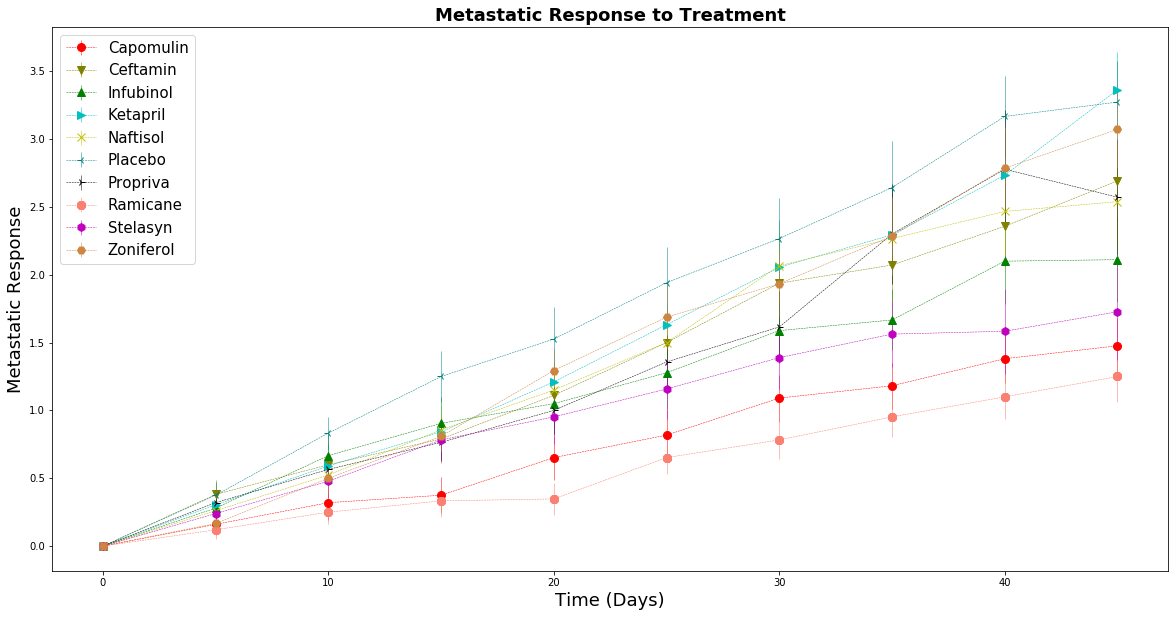 Metastatic Response to Treatment
Capomulin
Ceftamin
Infubinol
Ketapril
Naftisol
Placebo
Propriva
Ramicane
Stelasyn
Zoniferol
Metastatic Response
3.5
3.0
2.5
2.0
1.5
1.0
0.5
0.0
0 10 20 30 40
Time (Days)